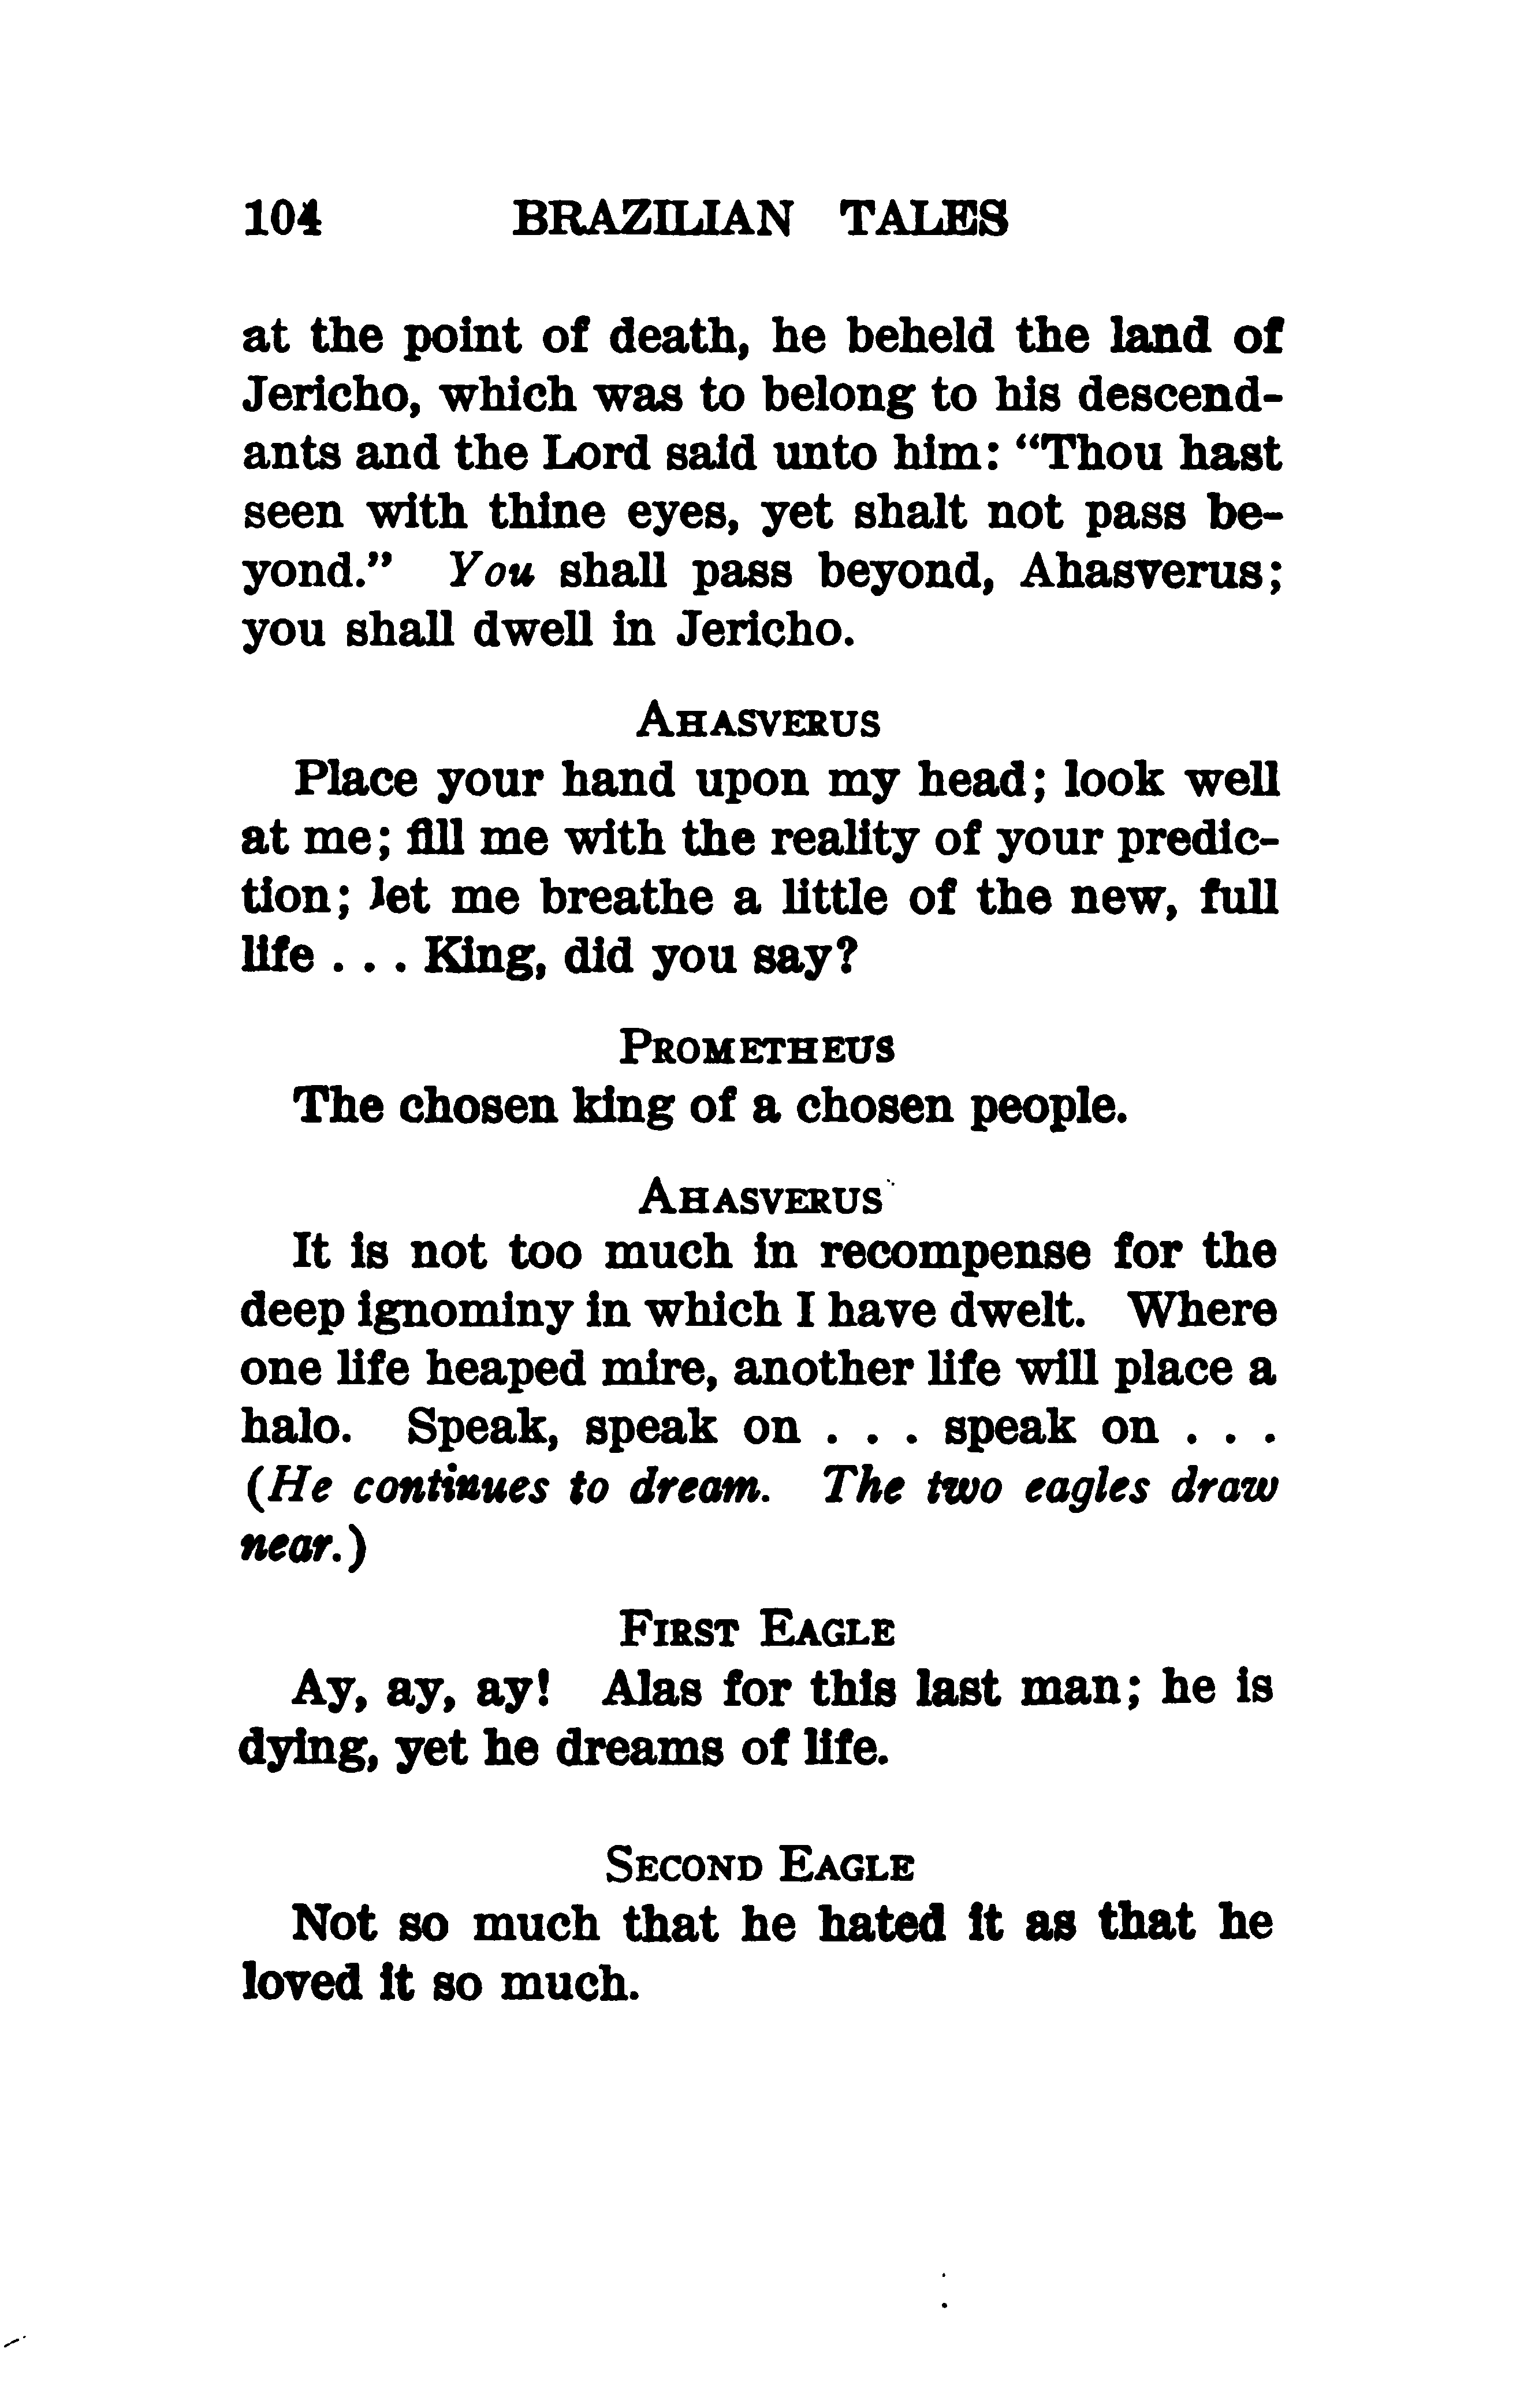 104 BRAZILIAN TALES
at the point of death, he beheld the land of
Jericho, which was to belong to his descend-
ants and the Lord said unto him: “Thou hast
seen with thine eyes, yet shalt not pass be-
yond.” You shall pass beyond, Ahasverus;
you shall dwell in Jericho.
AHASVERUS
Place your hand upon my head; look well
at me; fill me with the reality of your predic-
tion; let me breathe a little of the new, full
life . . . King, did you say?
PROMETHEUS
The chosen king of a chosen people.
AHASVERUS
It is not too much in recompense for the
deep ignominy in which I have dwelt. Where
one life heaped mire, another life will place a
halo. Speak, speak on . . . speak on . . .
(He continues to dream. The two eagles draw
near.)
FIRST EAGLE
Ay, ay, ay! Alas for this last man; he is
dying, yet he dreams of life.
SECOND EAGLE
Not so much that he hated it as that he
loved it so much.